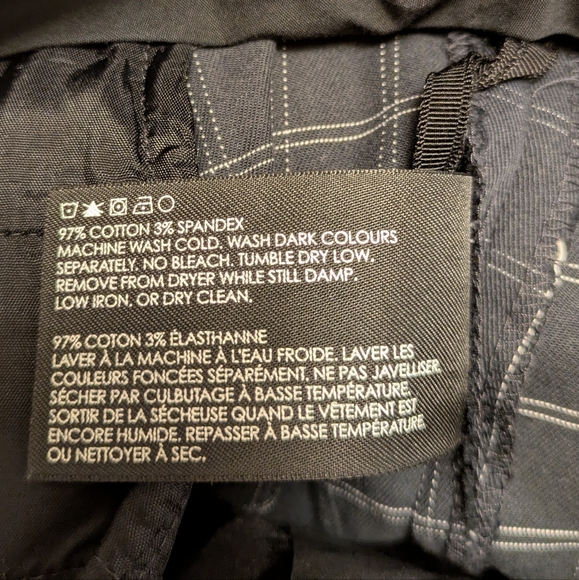 97% COTTON 3% SPANDEX
MACHINE WASH COLD. WASH DARK COLOURS
SEPARATELY. NO BLEACH. TUMBLE DRY LOW.
REMOVE FROM DRYER WHILE STILL DAMP.
LOW IRON. OR DRY CLEAN.
97% COTON 3% ÉLASTHANNE
LAVER À LA MACHINE À L'EAU FROIDE. LAVER LES
COULEURS FONCÉES SÉPARÉMENT. NE PAS JAVELLISER.
SÉCHER PAR CULBUTAGE À BASSE TEMPÉRATURE.
SORTIR DE LA SÉCHEUSE QUAND LE VÊTEMENT EST
ENCORE HUMIDE. REPASSER À BASSE TEMPÉRATURE
OU NETTOYER À SEC.